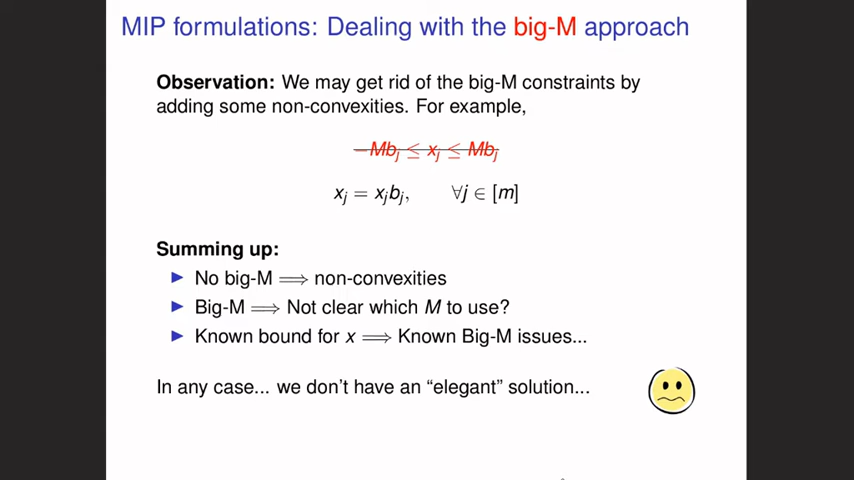 MIP formulations: Dealing with the big-M approach
Observation: We may get rid of the big-M constraints by
adding some non-convexities. For example,
−Mbⱼ ≤ xⱼ ≤ Mbⱼ
xⱼ = xⱼbⱼ, ∀j ∈ [m]
Summing up:
▶ No big-M ⟹ non-convexities
▶ Big-M ⟹ Not clear which M to use?
▶ Known bound for x ⟹ Known Big-M issues...
In any case... we don't have an “elegant” solution...